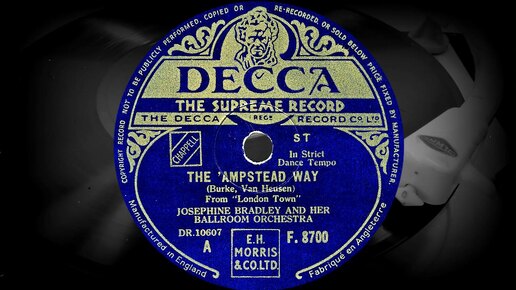 COPYRIGHT RECORD NOT TO BE PUBLICLY PERFORMED, COPIED OR RE-RECORDED, OR SOLD BELOW PRICE FIXED BY MANUFACTURER.
DECCA
THE SUPREME RECORD
THE DECCA REGD RECORD Co Ltd
CHAPPELL
ST
In Strict
Dance Tempo
THE 'AMPSTEAD WAY
(Burke, Van Heusen)
From "London Town"
JOSEPHINE BRADLEY AND HER
BALLROOM ORCHESTRA
DR.10607
A
E.H.
MORRIS
&CO.LTD.
F. 8700
Manufactured in England
Fabriqué en Angleterre